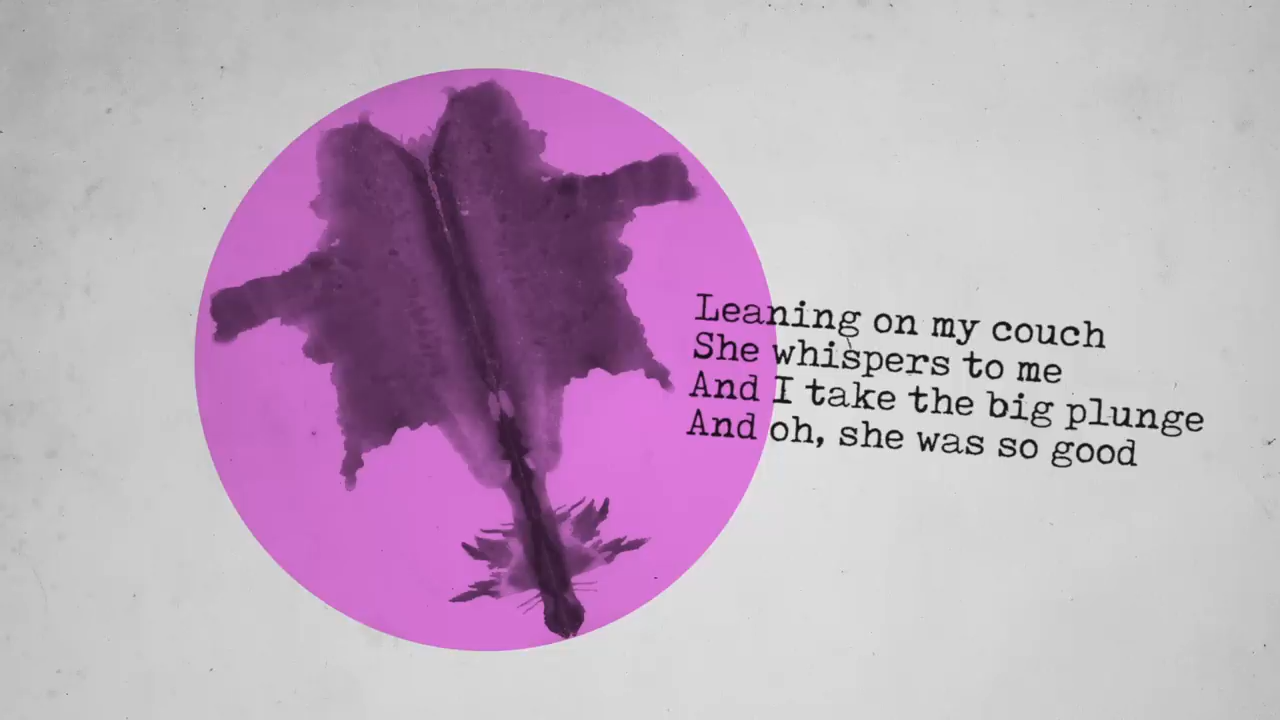 Leaning on my couch
She whispers to me
And I take the big plunge
And oh, she was so good